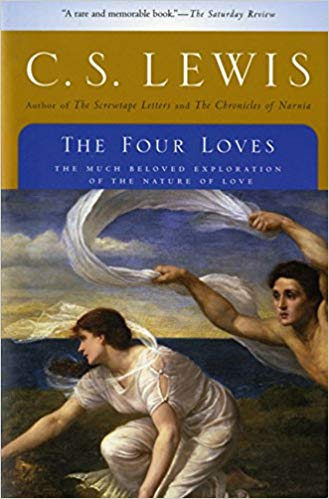 "A rare and memorable book."—The Saturday Review
C. S. LEWIS
Author of The Screwtape Letters and The Chronicles of Narnia
THE FOUR LOVES
THE MUCH BELOVED EXPLORATION
OF THE NATURE OF LOVE